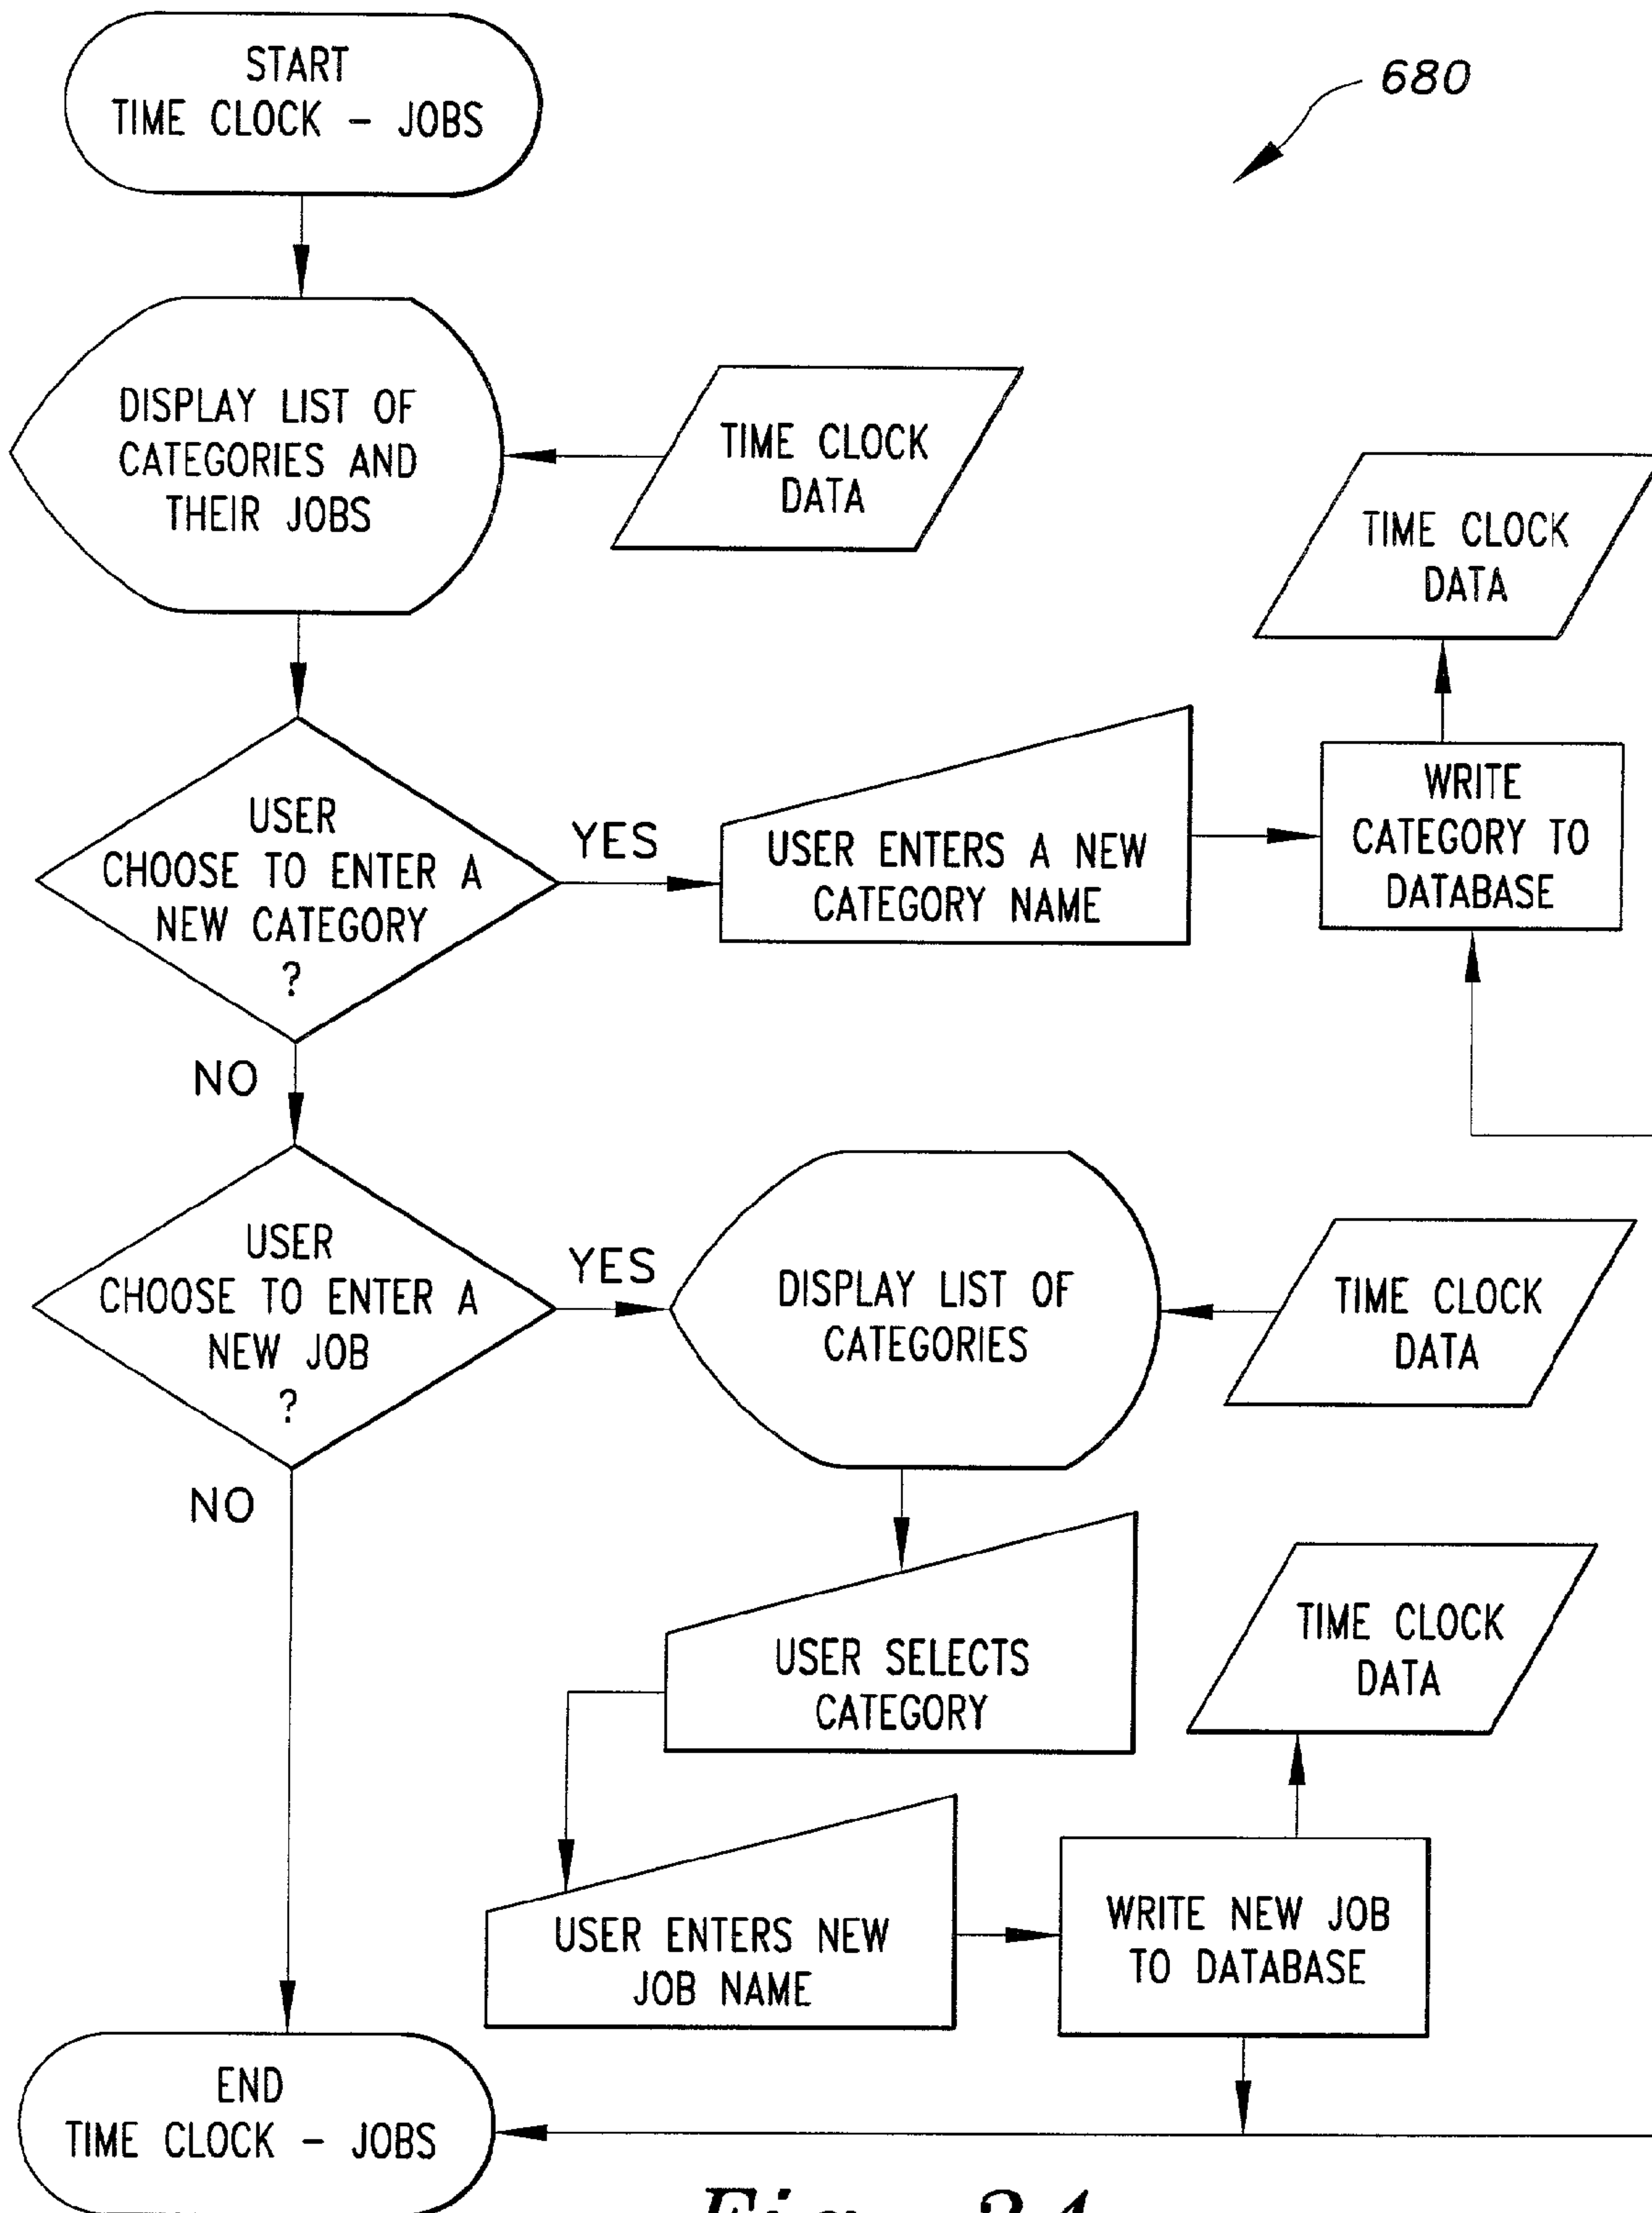 START
TIME CLOCK – JOBS
680
DISPLAY LIST OF
CATEGORIES AND
THEIR JOBS
TIME CLOCK
DATA
TIME CLOCK
DATA
USER
CHOOSE TO ENTER A
NEW CATEGORY
?
YES
USER ENTERS A NEW
CATEGORY NAME
WRITE
CATEGORY TO
DATABASE
NO
USER
CHOOSE TO ENTER A
NEW JOB
?
YES
DISPLAY LIST OF
CATEGORIES
TIME CLOCK
DATA
NO
USER SELECTS
CATEGORY
TIME CLOCK
DATA
USER ENTERS NEW
JOB NAME
WRITE NEW JOB
TO DATABASE
END
TIME CLOCK – JOBS